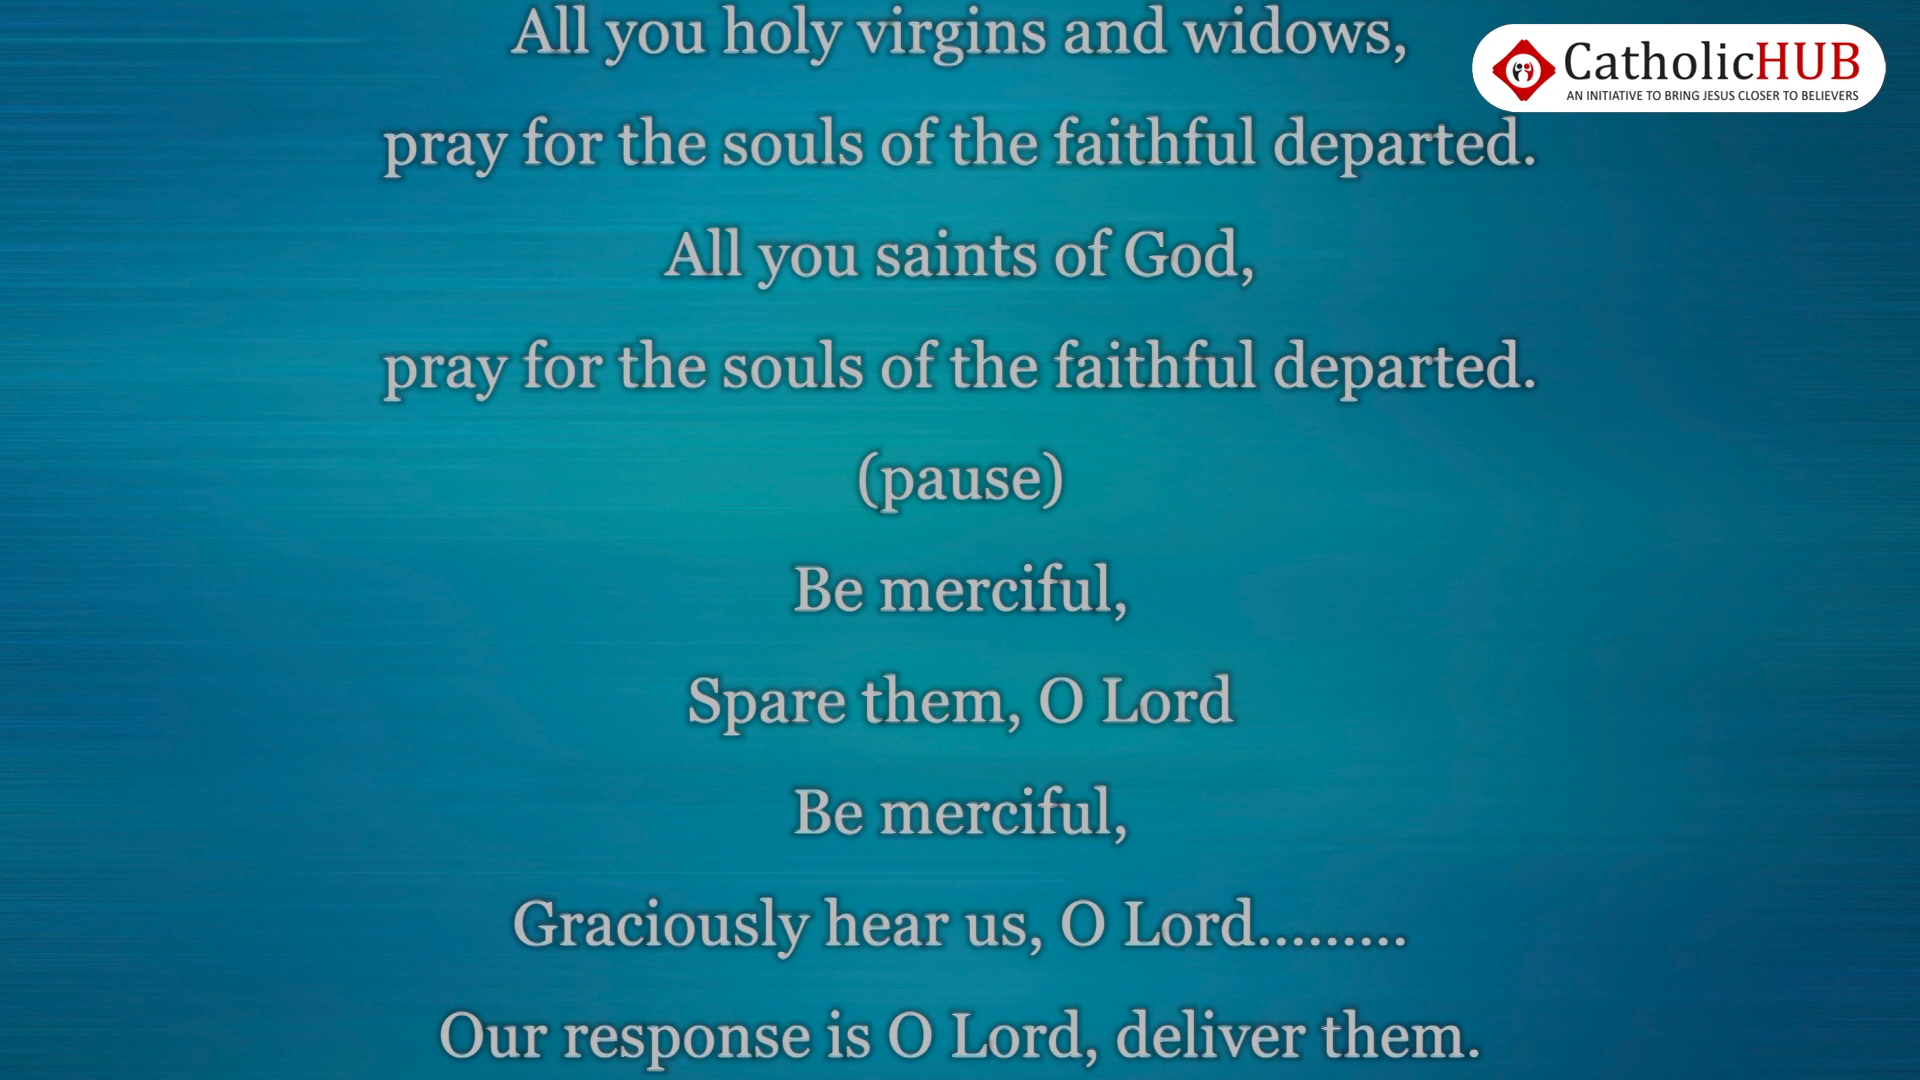 All you holy virgins and widows,
CatholicHUB
AN INITIATIVE TO BRING JESUS CLOSER TO BELIEVERS
pray for the souls of the faithful departed.
All you saints of God,
pray for the souls of the faithful departed.
(pause)
Be merciful,
Spare them, O Lord
Be merciful,
Graciously hear us, O Lord.........
Our response is O Lord, deliver them.